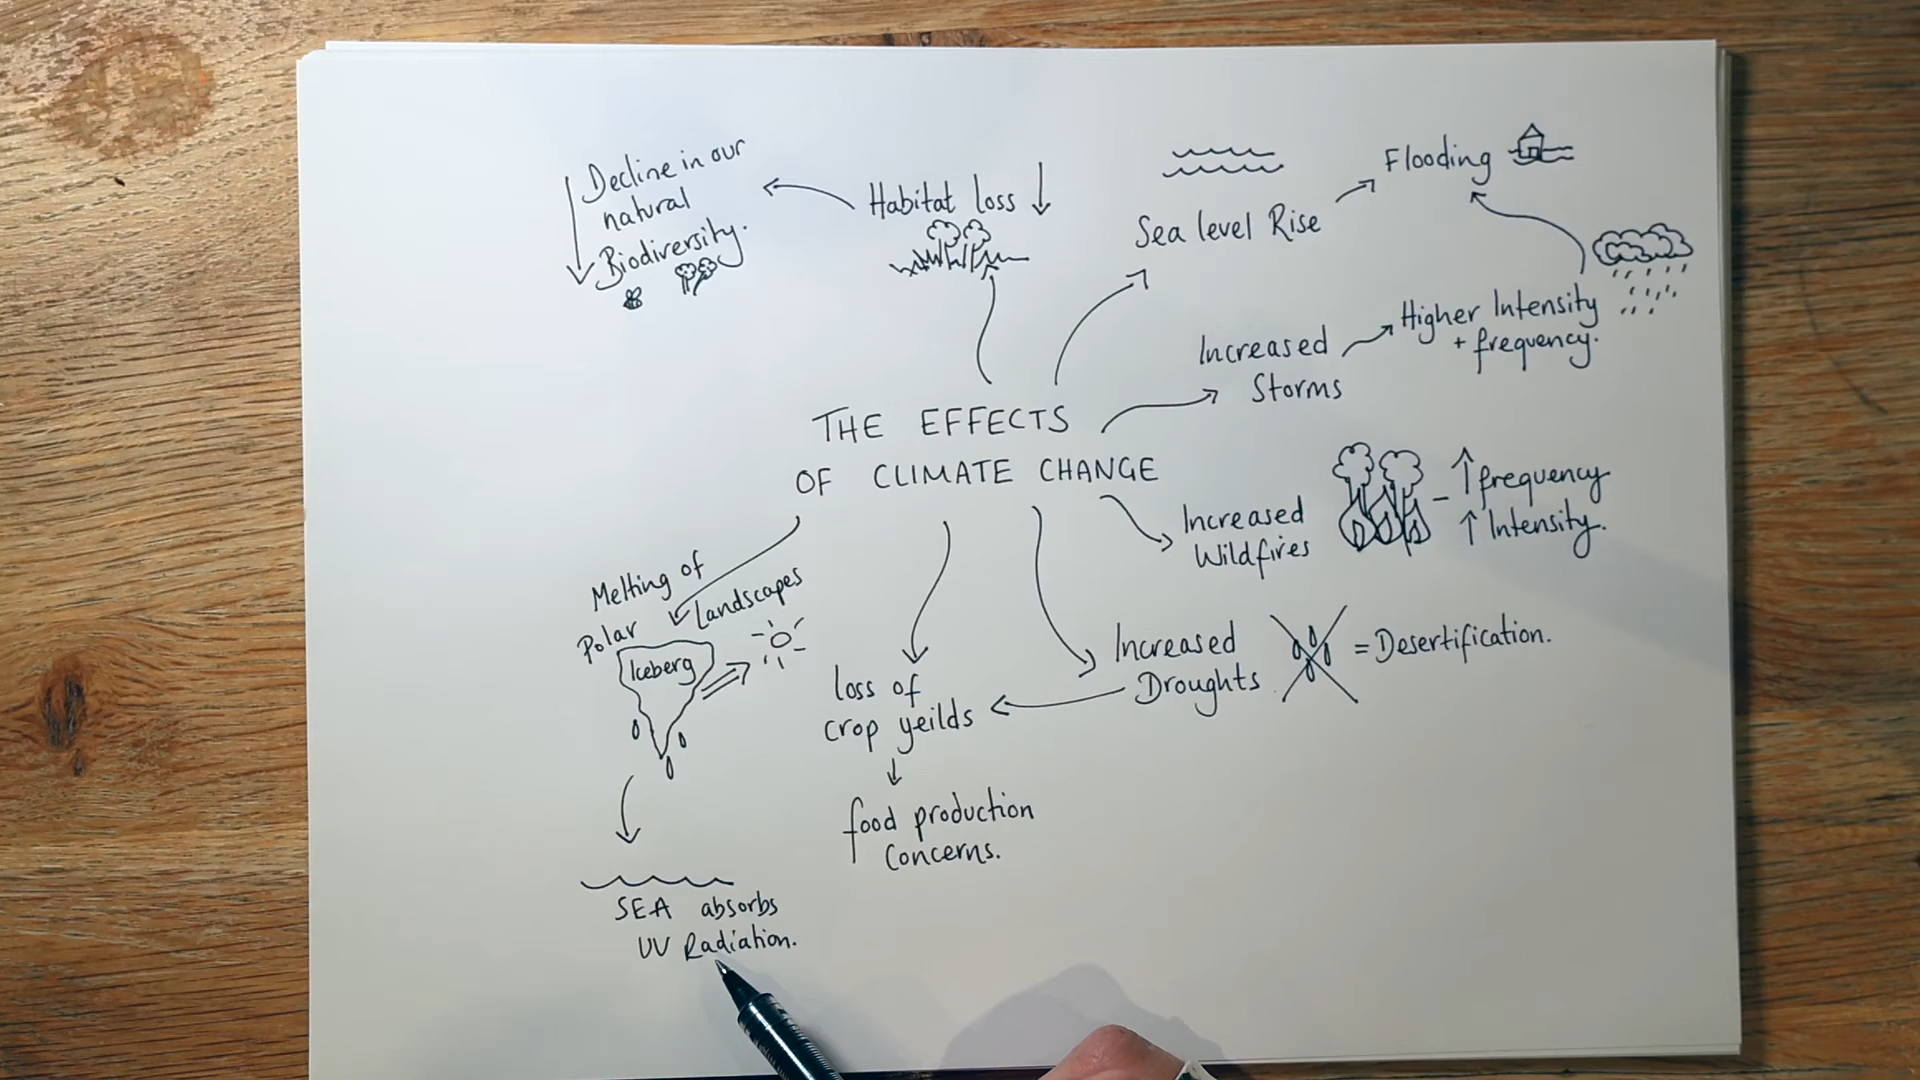 THE EFFECTS
OF CLIMATE CHANGE
Decline in our
natural
Biodiversity.
Habitat loss
Sea level Rise
Flooding
Increased
Storms
Higher Intensity
+ frequency.
Increased
Wildfires
- ↑ frequency
↑ Intensity.
Increased
Droughts
= Desertification.
loss of
crop yeilds
food production
Concerns.
Melting of
Polar Landscapes
Iceberg
SEA absorbs
UV Radiation.